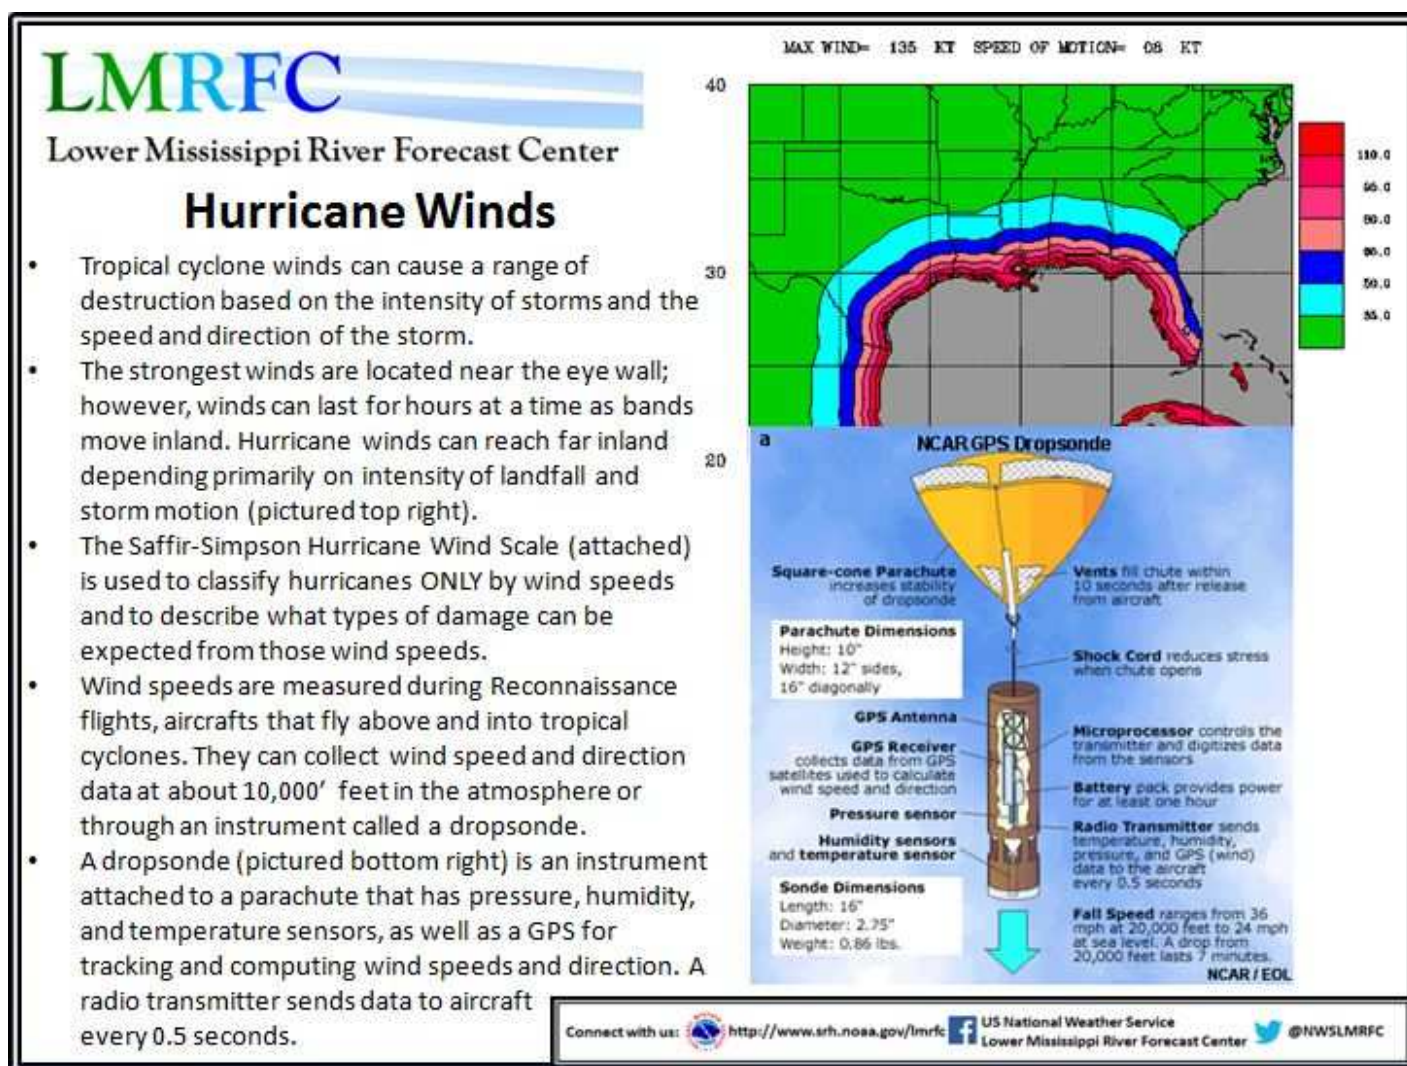 LMRFC
Lower Mississippi River Forecast Center
Hurricane Winds
• Tropical cyclone winds can cause a range of
destruction based on the intensity of storms and the
speed and direction of the storm.
• The strongest winds are located near the eye wall;
however, winds can last for hours at a time as bands
move inland. Hurricane winds can reach far inland
depending primarily on intensity of landfall and
storm motion (pictured top right).
• The Saffir-Simpson Hurricane Wind Scale (attached)
is used to classify hurricanes ONLY by wind speeds
and to describe what types of damage can be
expected from those wind speeds.
• Wind speeds are measured during Reconnaissance
flights, aircrafts that fly above and into tropical
cyclones. They can collect wind speed and direction
data at about 10,000’ feet in the atmosphere or
through an instrument called a dropsonde.
• A dropsonde (pictured bottom right) is an instrument
attached to a parachute that has pressure, humidity,
and temperature sensors, as well as a GPS for
tracking and computing wind speeds and direction. A
radio transmitter sends data to aircraft
every 0.5 seconds.
MAX WIND= 135 KT SPEED OF MOTION= 08 KT
40
30
20
110.0
50.0
35.0
a
NCAR GPS Dropsonde
Square-cone Parachute
increases stability
of dropsonde
Vents fill chute within
10 seconds after release
from aircraft
Parachute Dimensions
Height: 10"
Width: 12" sides,
16" diagonally
Shock Cord reduces stress
when chute opens
GPS Antenna
GPS Receiver
collects data from GPS
satellites used to calculate
wind speed and direction
Pressure sensor
Humidity sensors
and temperature sensor
Microprocessor controls the
transmitter and digitizes data
from the sensors
Battery pack provides power
for at least one hour
Radio Transmitter sends
temperature, humidity,
pressure, and GPS (wind)
data to the aircraft
every 0.5 seconds
Sonde Dimensions
Length: 16"
Diameter: 2.75"
Weight: 0.86 lbs.
Fall Speed ranges from 36
mph at 20,000 feet to 24 mph
at sea level. A drop from
20,000 feet lasts 7 minutes.
NCAR / EOL
Connect with us:
http://www.srh.noaa.gov/lmrfc
US National Weather Service
Lower Mississippi River Forecast Center
@NWSLMRFC